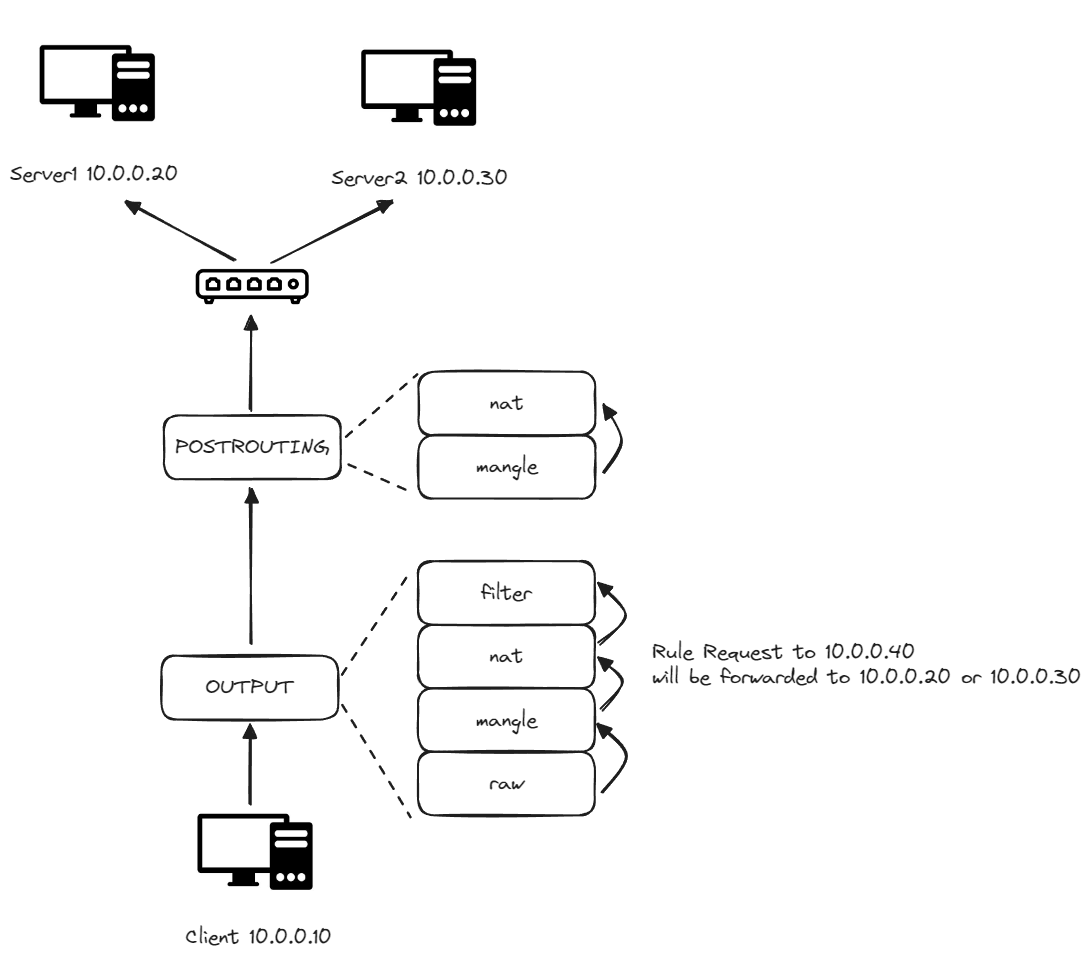 Server1 10.0.0.20
Server2 10.0.0.30
nat
POSTROUTING
mangle
filter
nat
Rule Request to 10.0.0.40
will be forwarded to 10.0.0.20 or 10.0.0.30
OUTPUT
mangle
raw
Client 10.0.0.10